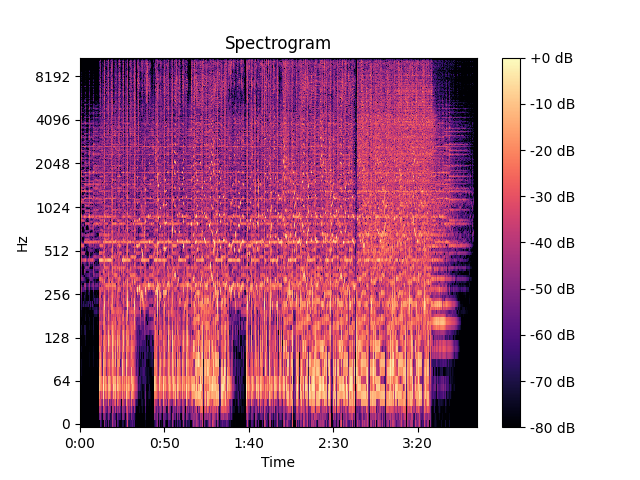 Spectrogram
8192
4096
2048
1024
512
256
128
64
0
Hz
0:00
0:50
1:40
2:30
3:20
Time
+0 dB
-10 dB
-20 dB
-30 dB
-40 dB
-50 dB
-60 dB
-70 dB
-80 dB